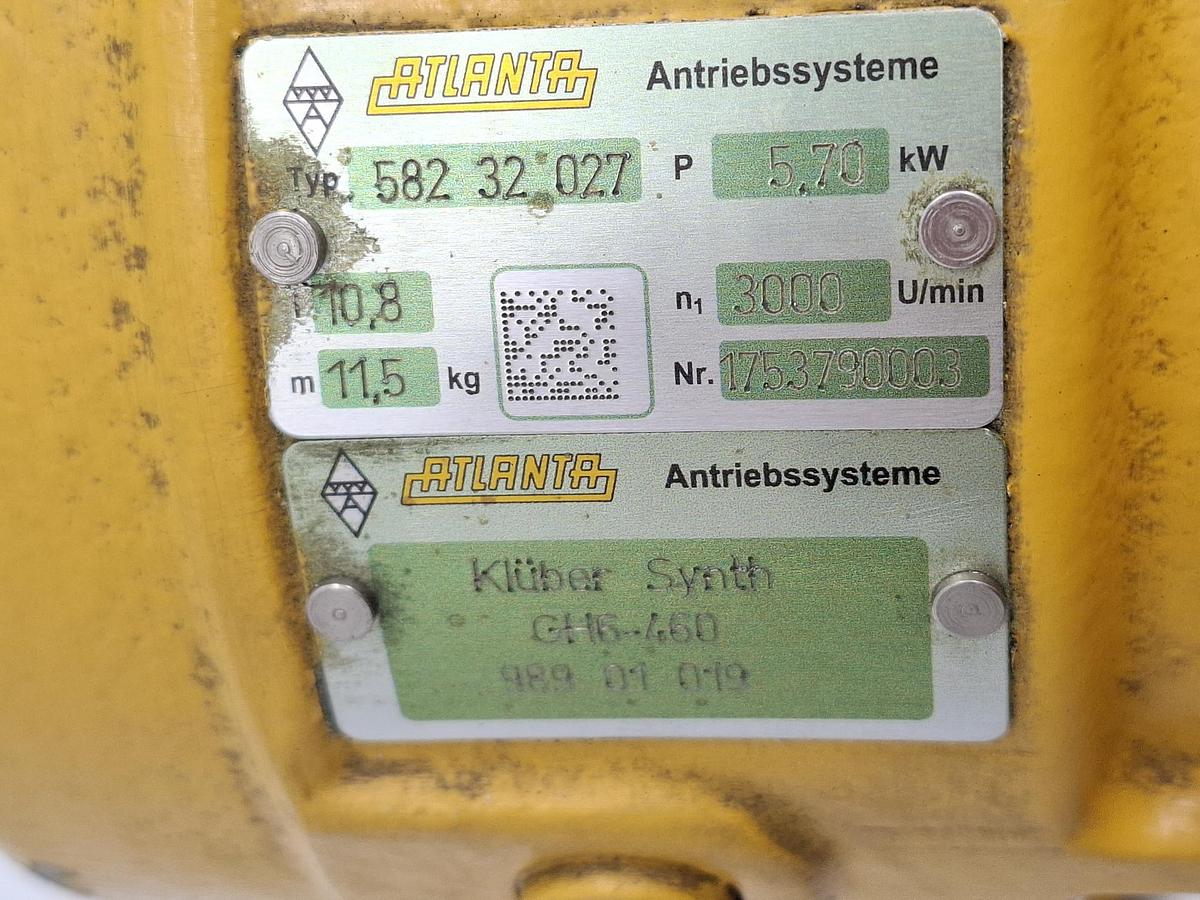 ATLANTA Antriebssysteme
Typ. 582 32 027 P 5,70 kW
i 10,8 n1 3000 U/min
m 11,5 kg Nr. 1753790003
ATLANTA Antriebssysteme
Klüber Synth
GH6-460
989 01 019